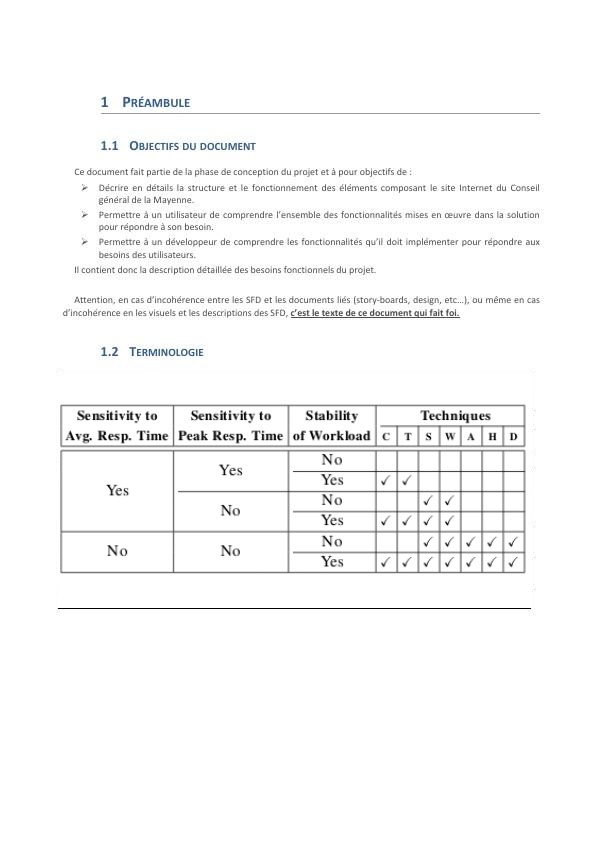 1 PRÉAMBULE
1.1 OBJECTIFS DU DOCUMENT
Ce document fait partie de la phase de conception du projet et à pour objectifs de :
➢ Décrire en détails la structure et le fonctionnement des éléments composant le site Internet du Conseil
général de la Mayenne.
➢ Permettre à un utilisateur de comprendre l'ensemble des fonctionnalités mises en œuvre dans la solution
pour répondre à son besoin.
➢ Permettre à un développeur de comprendre les fonctionnalités qu'il doit implémenter pour répondre aux
besoins des utilisateurs.
Il contient donc la description détaillée des besoins fonctionnels du projet.
Attention, en cas d'incohérence entre les SFD et les documents liés (story-boards, design, etc…), ou même en cas
d'incohérence en les visuels et les descriptions des SFD, c'est le texte de ce document qui fait foi.
1.2 TERMINOLOGIE
Sensitivity to Sensitivity to Stability Techniques
Avg. Resp. Time Peak Resp. Time of Workload C T S W A H D
Yes Yes No
Yes ✓ ✓
No No ✓ ✓
Yes ✓ ✓ ✓ ✓
No No No ✓ ✓ ✓ ✓ ✓
Yes ✓ ✓ ✓ ✓ ✓ ✓ ✓